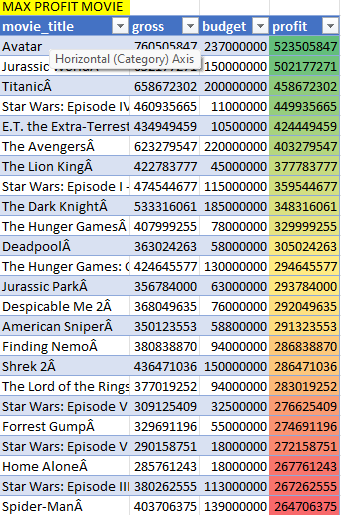 MAX PROFIT MOVIE
movie_title gross budget profit
Avatar 760505847 237000000 523505847
Horizontal (Category) Axis
Jurassic 150000000 502177271
TitanicÂ 658672302 200000000 458672302
Star Wars: Episode IV 460935665 11000000 449935665
E.T. the Extra-Terrest 434949459 10500000 424449459
The AvengersÂ 623279547 220000000 403279547
The Lion KingÂ 422783777 45000000 377783777
Star Wars: Episode I - 474544677 115000000 359544677
The Dark KnightÂ 533316061 185000000 348316061
The Hunger GamesÂ 407999255 78000000 329999255
DeadpoolÂ 363024263 58000000 305024263
The Hunger Games: 424645577 130000000 294645577
Jurassic ParkÂ 356784000 63000000 293784000
Despicable Me 2Â 368049635 76000000 292049635
American SniperÂ 350123553 58800000 291323553
Finding NemoÂ 380838870 94000000 286838870
Shrek 2Â 436471036 150000000 286471036
The Lord of the Rings 377019252 94000000 283019252
Star Wars: Episode V 309125409 32500000 276625409
Forrest GumpÂ 329691196 55000000 274691196
Star Wars: Episode V 290158751 18000000 272158751
Home AloneÂ 285761243 18000000 267761243
Star Wars: Episode III 380262555 113000000 267262555
Spider-ManÂ 403706375 139000000 264706375